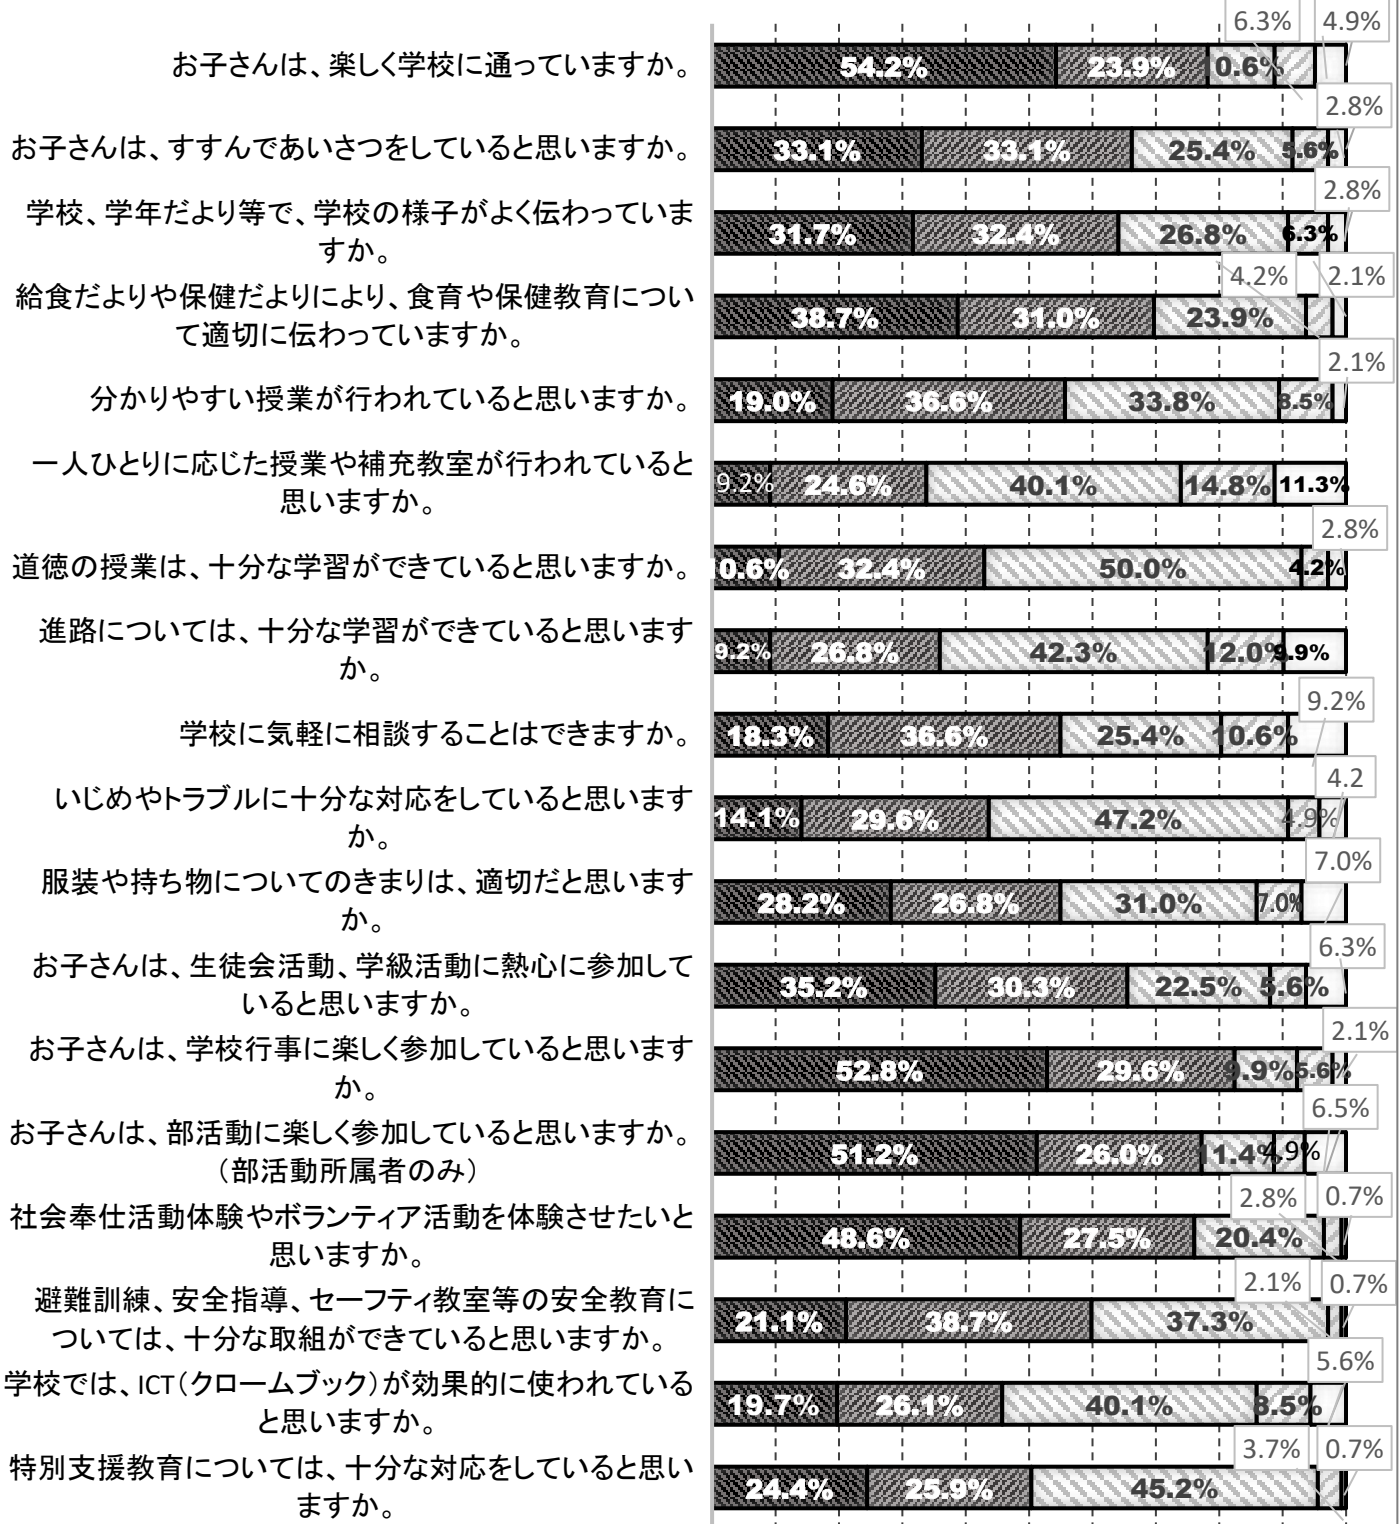 6.3% 4.9%
お子さんは、楽しく学校に通っていますか。
54.2% 23.9% 0.6%
2.8%
お子さんは、すすんであいさつをしていると思いますか。
33.1% 33.1% 25.4% 5.6%
2.8%
学校、学年だより等で、学校の様子がよく伝わっていま
すか。
31.7% 32.4% 26.8% 6.3%
4.2% 2.1%
給食だよりや保健だよりにより、食育や保健教育につい
て適切に伝わっていますか。
38.7% 31.0% 23.9%
2.1%
分かりやすい授業が行われていると思いますか。
19.0% 36.6% 33.8% 8.5%
一人ひとりに応じた授業や補充教室が行われていると
思いますか。
9.2% 24.6% 40.1% 14.8% 11.3%
2.8%
道徳の授業は、十分な学習ができていると思いますか。
0.6% 32.4% 50.0% 4.2%
進路については、十分な学習ができていると思います
か。
9.2% 26.8% 42.3% 12.0% 9.9%
9.2%
学校に気軽に相談することはできますか。
18.3% 36.6% 25.4% 10.6%
4.2
いじめやトラブルに十分な対応をしていると思います
か。
14.1% 29.6% 47.2% 4.9%
7.0%
服装や持ち物についてのきまりは、適切だと思います
か。
28.2% 26.8% 31.0% 7.0%
6.3%
お子さんは、生徒会活動、学級活動に熱心に参加して
いると思いますか。
35.2% 30.3% 22.5% 5.6%
2.1%
お子さんは、学校行事に楽しく参加していると思います
か。
52.8% 29.6% 9.9% 5.6%
6.5%
お子さんは、部活動に楽しく参加していると思いますか。
（部活動所属者のみ）
51.2% 26.0% 11.4% 4.9%
2.8% 0.7%
社会奉仕活動体験やボランティア活動を体験させたいと
思いますか。
48.6% 27.5% 20.4%
2.1% 0.7%
避難訓練、安全指導、セーフティ教室等の安全教育に
ついては、十分な取組ができていると思いますか。
21.1% 38.7% 37.3%
5.6%
学校では、ICT（クロームブック）が効果的に使われている
と思いますか。
19.7% 26.1% 40.1% 8.5%
3.7% 0.7%
特別支援教育については、十分な対応をしていると思い
ますか。
24.4% 25.9% 45.2%